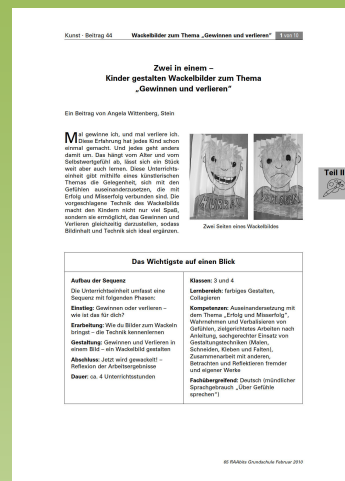 Kunst · Beitrag 44 Wackelbilder zum Thema „Gewinnen und verlieren“ 1 von 10
Zwei in einem –
Kinder gestalten Wackelbilder zum Thema
„Gewinnen und verlieren“
Ein Beitrag von Angela Wittenberg, Stein
Mal gewinne ich, und mal verliere ich.
Diese Erfahrung hat jedes Kind schon
einmal gemacht. Und jedes geht anders
damit um. Das hängt vom Alter und vom
Selbstwertgefühl ab, lässt sich ein Stück
weit aber auch lernen. Diese Unterrichts-
einheit gibt mithilfe eines künstlerischen
Themas die Gelegenheit, sich mit den
Gefühlen auseinanderzusetzen, die mit
Erfolg und Misserfolg verbunden sind. Die
vorgeschlagene Technik des Wackelbilds
macht den Kindern nicht nur viel Spaß,
sondern sie ermöglicht, das Gewinnen und
Verlieren gleichzeitig darzustellen, sodass
Bildinhalt und Technik sich ideal ergänzen.
Zwei Seiten eines Wackelbildes
Teil II
Das Wichtigste auf einen Blick
Aufbau der Sequenz
Die Unterrichtseinheit umfasst eine
Sequenz mit folgenden Phasen:
Einstieg: Gewinnen oder verlieren –
wie ist das für dich?
Erarbeitung: Wie du Bilder zum Wackeln
bringst – die Technik kennenlernen
Gestaltung: Gewinnen und Verlieren in
einem Bild – ein Wackelbild gestalten
Abschluss: Jetzt wird gewackelt! –
Reflexion der Arbeitsergebnisse
Dauer: ca. 4 Unterrichtsstunden
Klassen: 3 und 4
Lernbereich: farbiges Gestalten,
Collagieren
Kompetenzen: Auseinandersetzung mit
dem Thema „Erfolg und Misserfolg“,
Wahrnehmen und Verbalisieren von
Gefühlen, zielgerichtetes Arbeiten nach
Anleitung, sachgerechter Einsatz von
Gestaltungstechniken (Malen,
Schneiden, Kleben und Falten),
Zusammenarbeit mit anderen,
Betrachten und Reflektieren fremder
und eigener Werke
Fachübergreifend: Deutsch (mündlicher
Sprachgebrauch „Über Gefühle
sprechen“)
85 RAAbits Grundschule Februar 2010